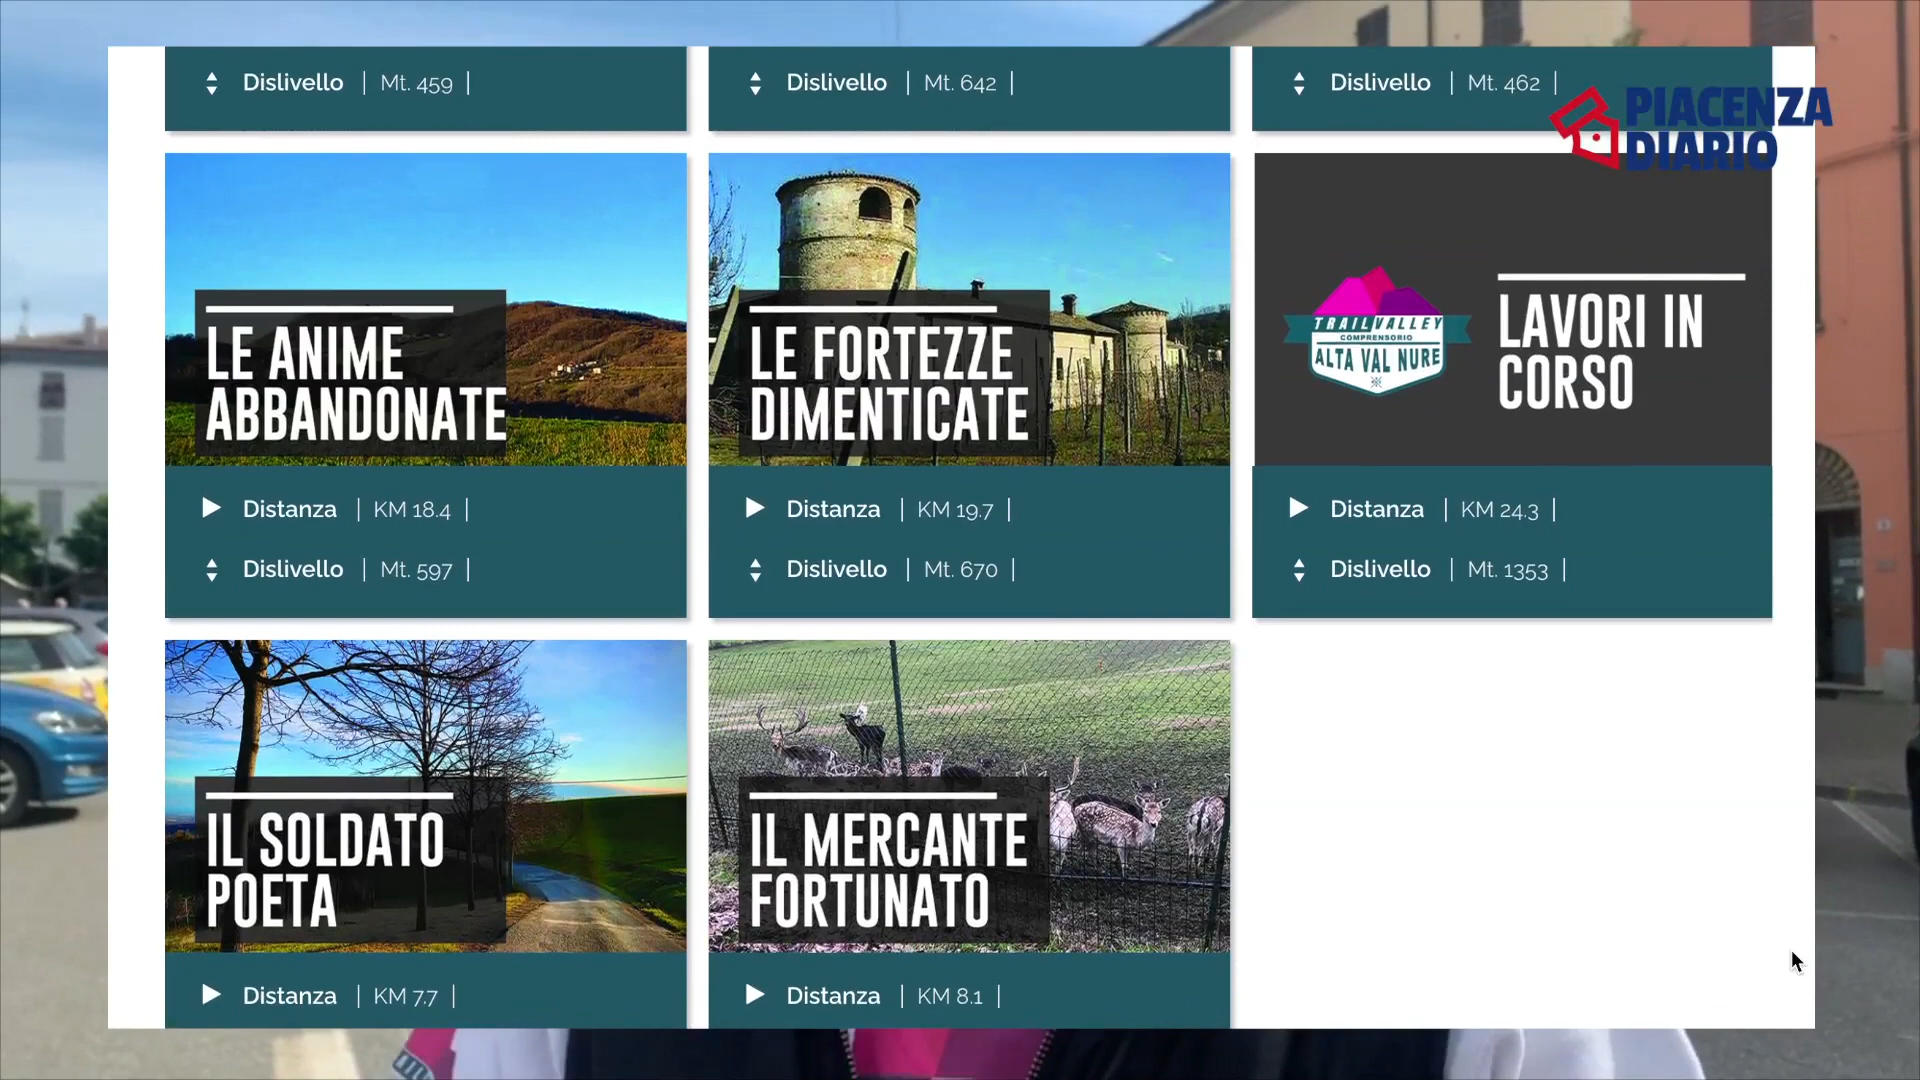 Dislivello | Mt. 459 |
Dislivello | Mt. 642 |
Dislivello | Mt. 462 |
PIACENZA
DIARIO
LE ANIME
ABBANDONATE
LE FORTEZZE
DIMENTICATE
TRAIL VALLEY
COMPRENSORIO
ALTA VAL NURE
LAVORI IN
CORSO
Distanza | KM 18.4 |
Distanza | KM 19.7 |
Distanza | KM 24.3 |
Dislivello | Mt. 597 |
Dislivello | Mt. 670 |
Dislivello | Mt. 1353 |
IL SOLDATO
POETA
IL MERCANTE
FORTUNATO
Distanza | KM 7.7 |
Distanza | KM 8.1 |